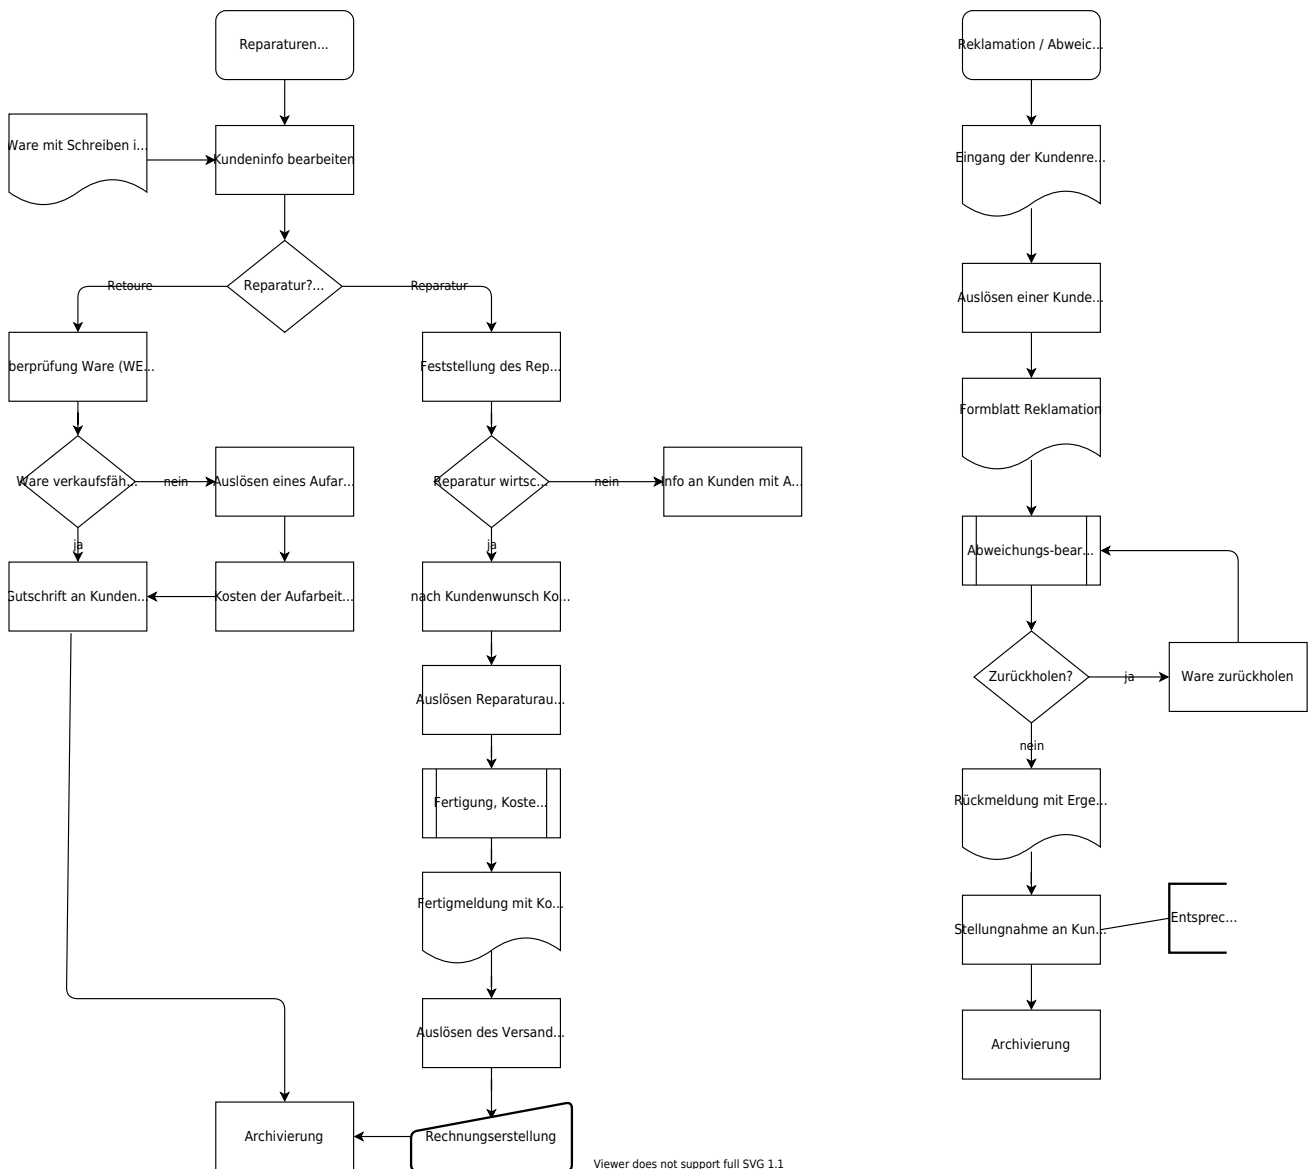 Reparaturen...
Ware mit Schreiben i...
Kundeninfo bearbeiten
Reparatur?...
Retoure
Reparatur
berprüfung Ware (WE...
Feststellung des Rep...
Ware verkaufsfäh...
nein
Auslösen eines Aufar...
Reparatur wirtsc...
nein
Info an Kunden mit A...
ja
ja
Gutschrift an Kunden...
Kosten der Aufarbeit...
nach Kundenwunsch Ko...
Auslösen Reparaturau...
Fertigung, Koste...
Fertigmeldung mit Ko...
Auslösen des Versand...
Archivierung
Rechnungserstellung
Reklamation / Abweic...
Eingang der Kundenre...
Auslösen einer Kunde...
Formblatt Reklamation
Abweichungs-bear...
Zurückholen?
ja
Ware zurückholen
nein
Rückmeldung mit Erge...
Stellungnahme an Kun...
Entsprec...
Archivierung
Viewer does not support full SVG 1.1